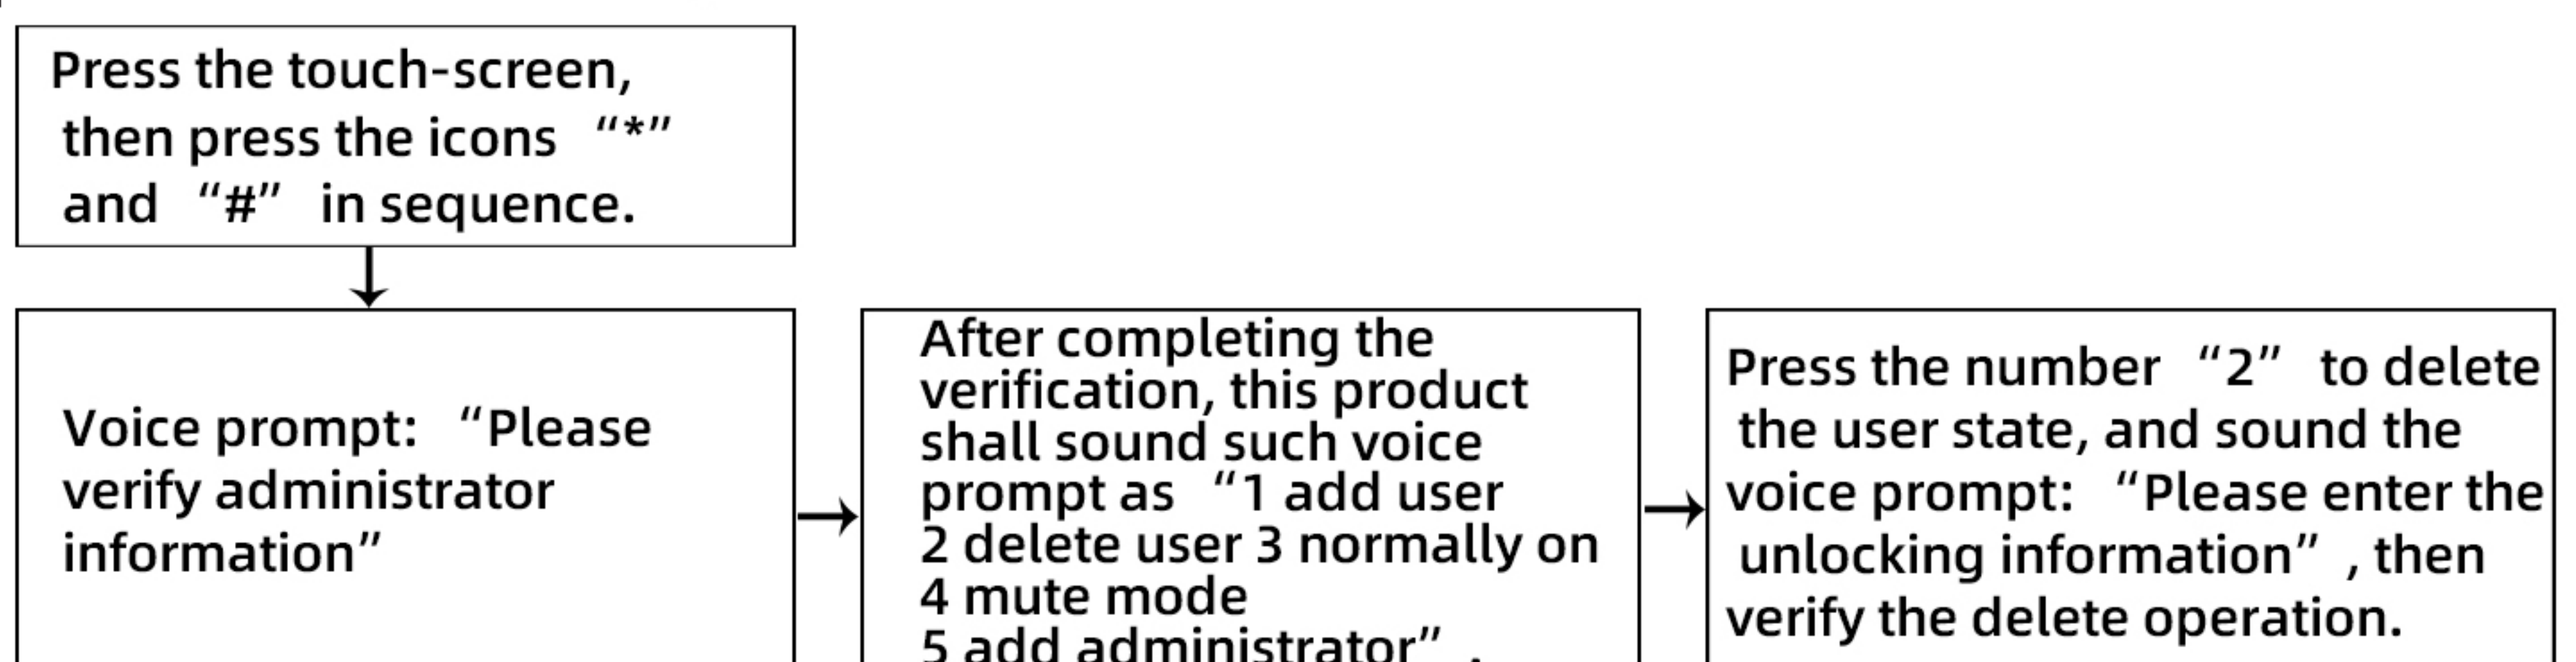 Press the touch-screen,
then press the icons “*”
and “#” in sequence.
Voice prompt: “Please
verify administrator
information”
After completing the
verification, this product
shall sound such voice
prompt as “1 add user
2 delete user 3 normally on
4 mute mode
5 add administrator” .
Press the number “2” to delete
the user state, and sound the
voice prompt: “Please enter the
unlocking information” , then
verify the delete operation.